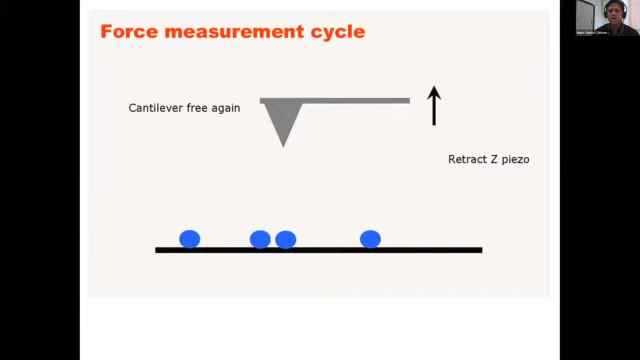 Force measurement cycle
Cantilever free again
Retract Z piezo